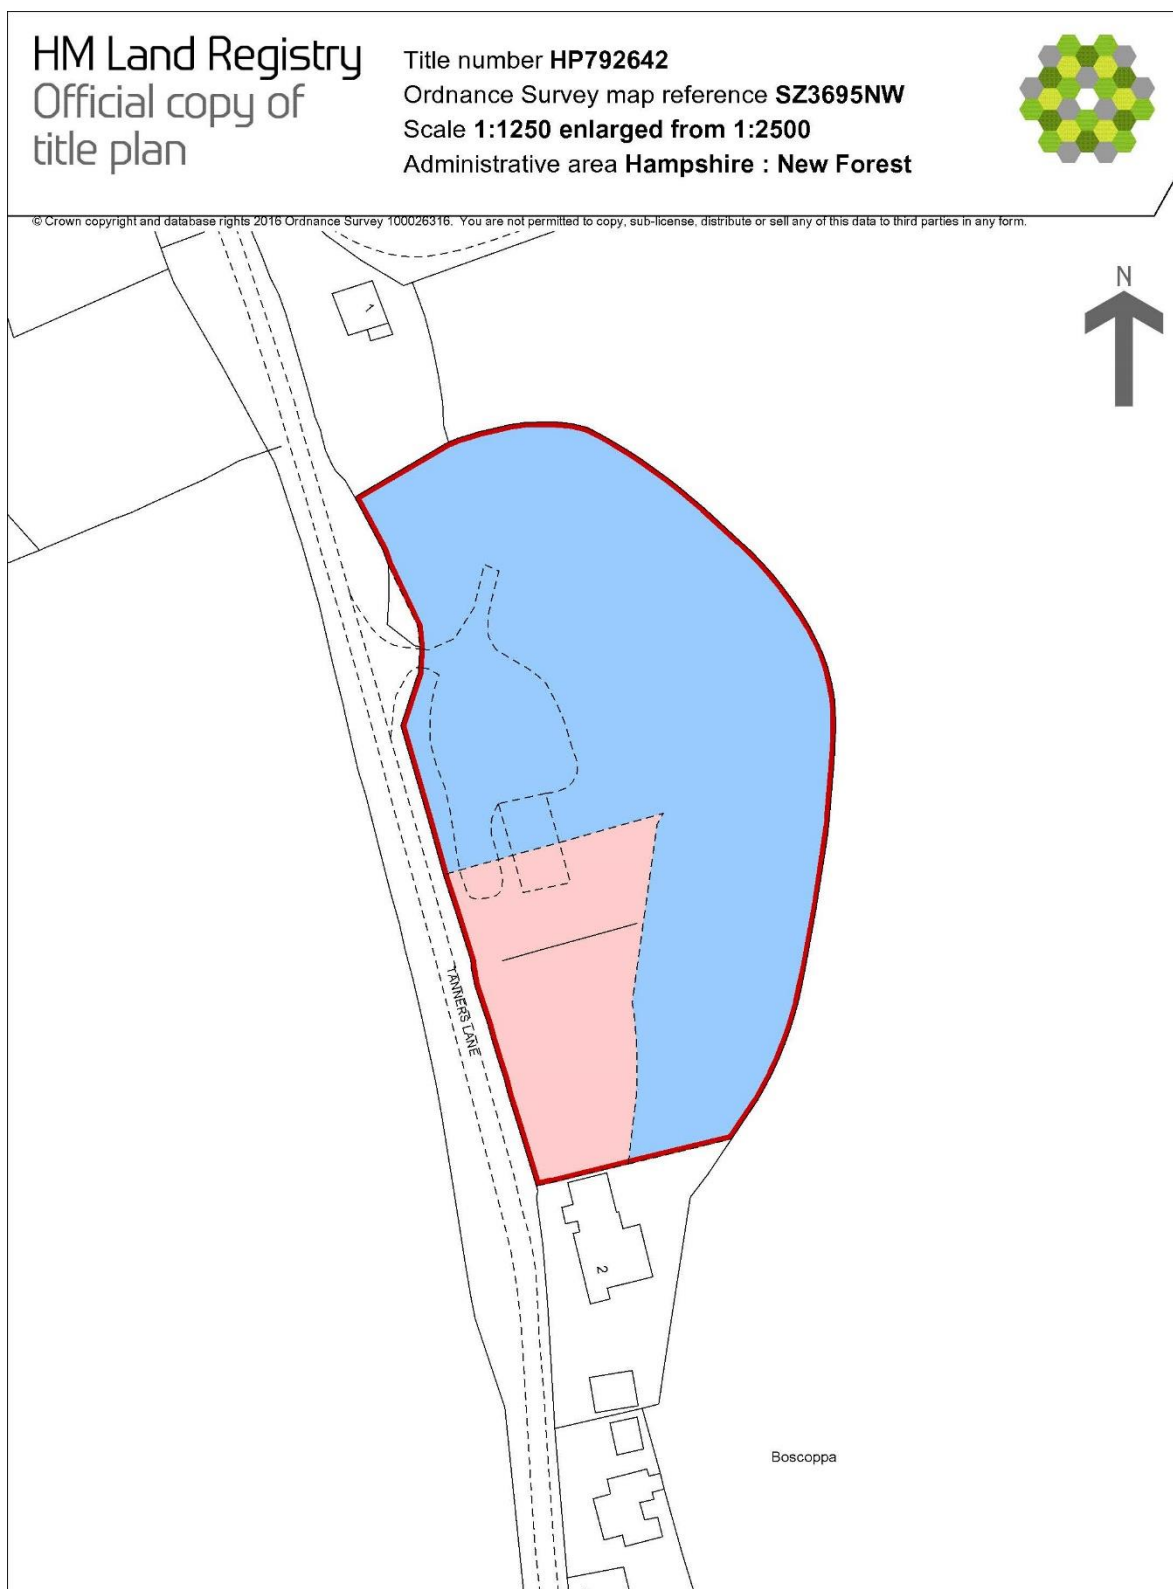 HM Land Registry
Official copy of
title plan
Title number HP792642
Ordnance Survey map reference SZ3695NW
Scale 1:1250 enlarged from 1:2500
Administrative area Hampshire : New Forest
© Crown copyright and database rights 2016 Ordnance Survey 100026316. You are not permitted to copy, sub-license, distribute or sell any of this data to third parties in any form.
N
1
TANNERS LANE
2
Boscoppa